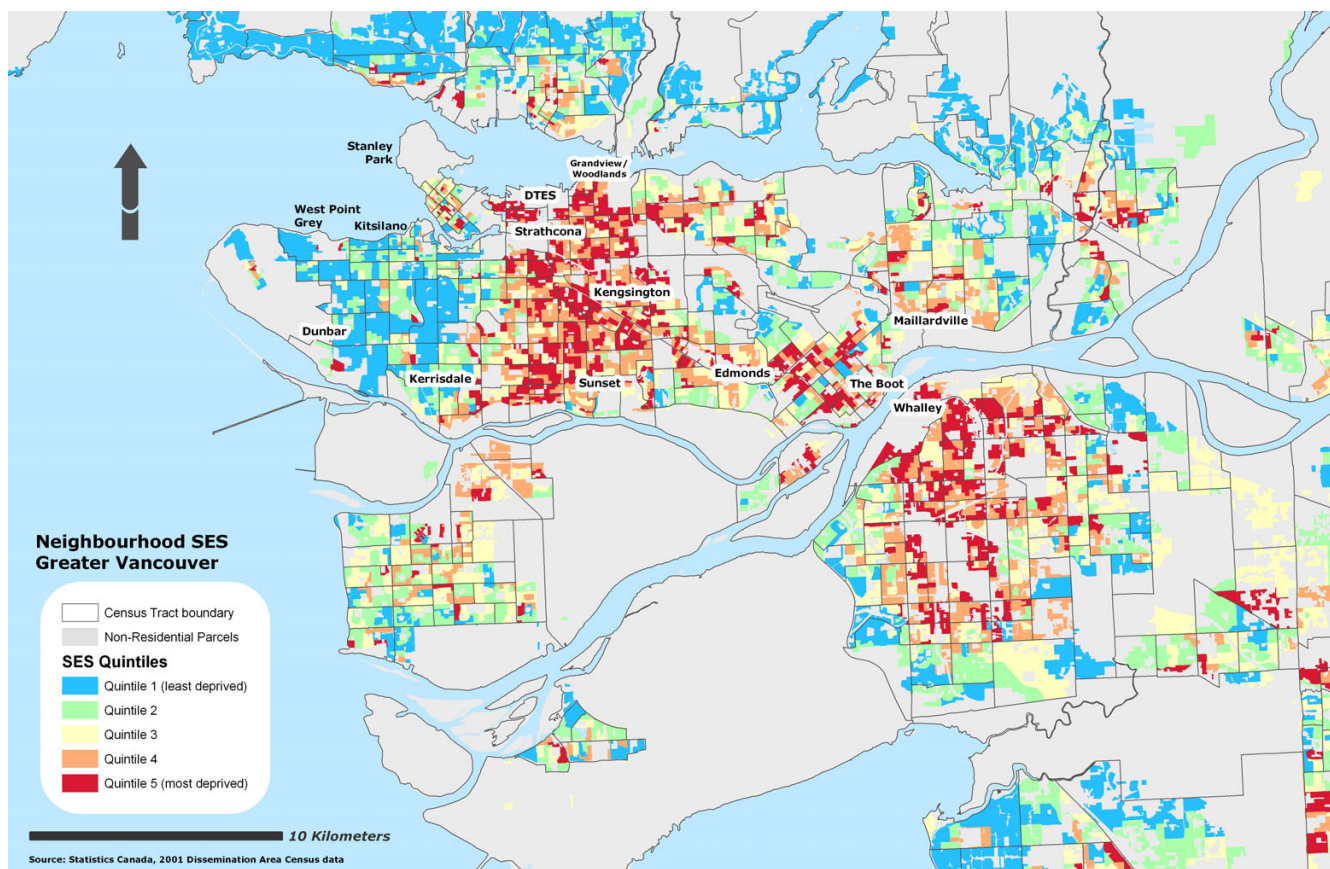 Stanley
Park
Grandview/
Woodlands
DTES
West Point
Grey
Kitsilano
Strathcona
Kengsington
Maillardville
Dunbar
Edmonds
Kerrisdale
Sunset
The Boot
Whalley
Neighbourhood SES
Greater Vancouver
Census Tract boundary
Non-Residential Parcels
SES Quintiles
Quintile 1 (least deprived)
Quintile 2
Quintile 3
Quintile 4
Quintile 5 (most deprived)
10 Kilometers
Source: Statistics Canada, 2001 Dissemination Area Census data